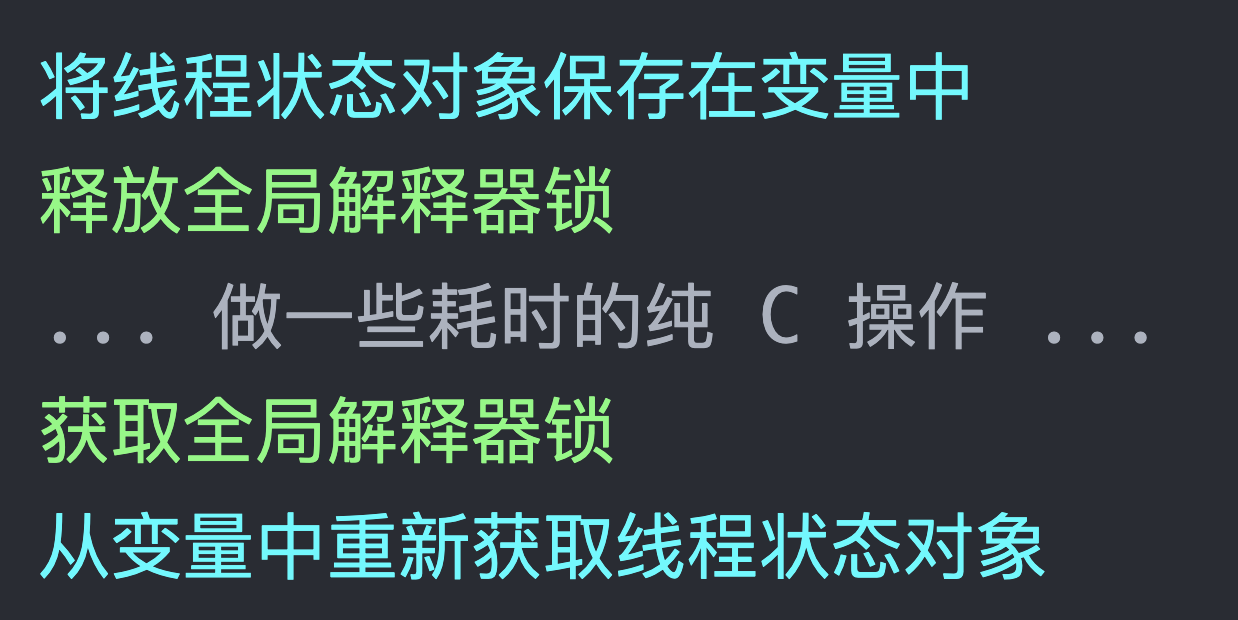 将线程状态对象保存在变量中
释放全局解释器锁
... 做一些耗时的纯 C 操作 ...
获取全局解释器锁
从变量中重新获取线程状态对象